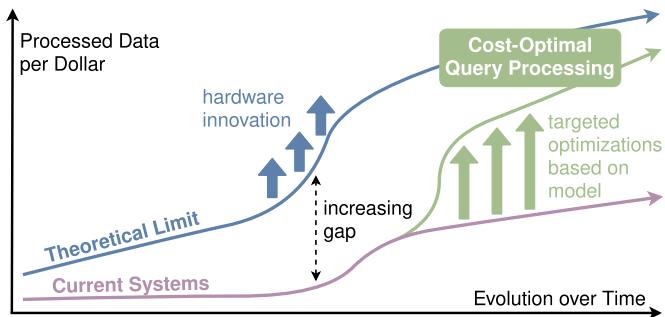 Processed Data
per Dollar
Cost-Optimal
Query Processing
hardware
innovation
targeted
optimizations
based on
model
increasing
gap
Theoretical Limit
Current Systems
Evolution over Time